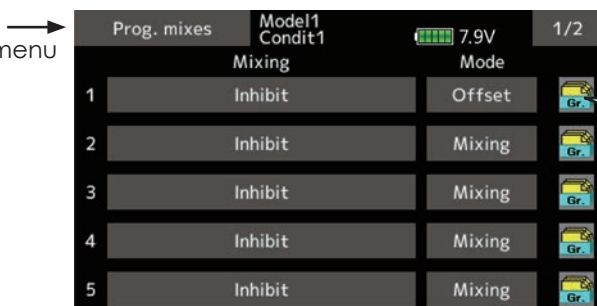 Prog. mixes Model1 Condit1 7.9V 1/2
menu
Mixing Mode
1 Inhibit Offset Gr.
2 Inhibit Mixing Gr.
3 Inhibit Mixing Gr.
4 Inhibit Mixing Gr.
5 Inhibit Mixing Gr.